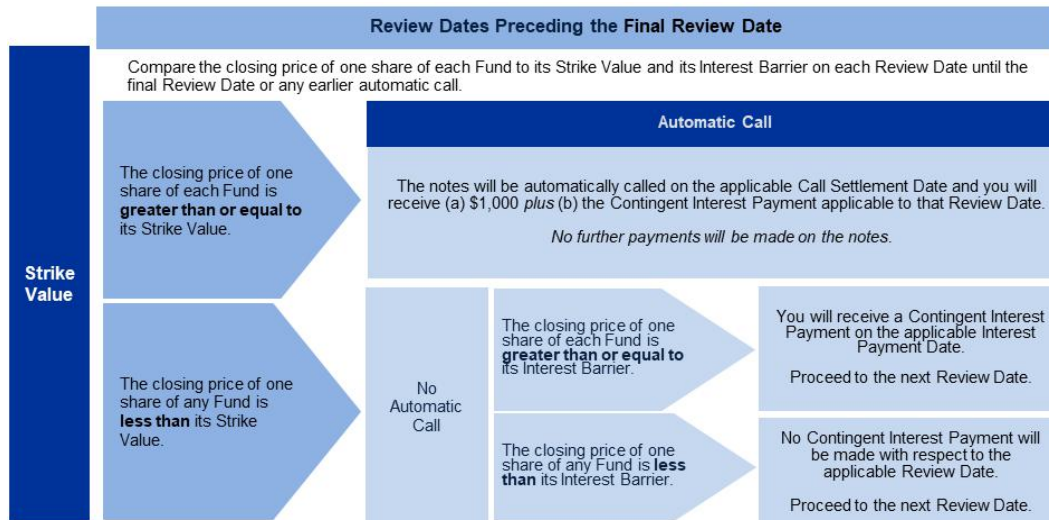 Review Dates Preceding the Final Review Date
Compare the closing price of one share of each Fund to its Strike Value and its Interest Barrier on each Review Date until the
final Review Date or any earlier automatic call.
Strike
Value
The closing price of one
share of each Fund is
greater than or equal to
its Strike Value.
Automatic Call
The notes will be automatically called on the applicable Call Settlement Date and you will
receive (a) $1,000 plus (b) the Contingent Interest Payment applicable to that Review Date.
No further payments will be made on the notes.
The closing price of one
share of any Fund is
less than its Strike
Value.
No
Automatic
Call
The closing price of one
share of each Fund is
greater than or equal to
its Interest Barrier.
You will receive a Contingent Interest
Payment on the applicable Interest
Payment Date.
Proceed to the next Review Date.
The closing price of one
share of any Fund is less
than its Interest Barrier.
No Contingent Interest Payment will
be made with respect to the
applicable Review Date.
Proceed to the next Review Date.